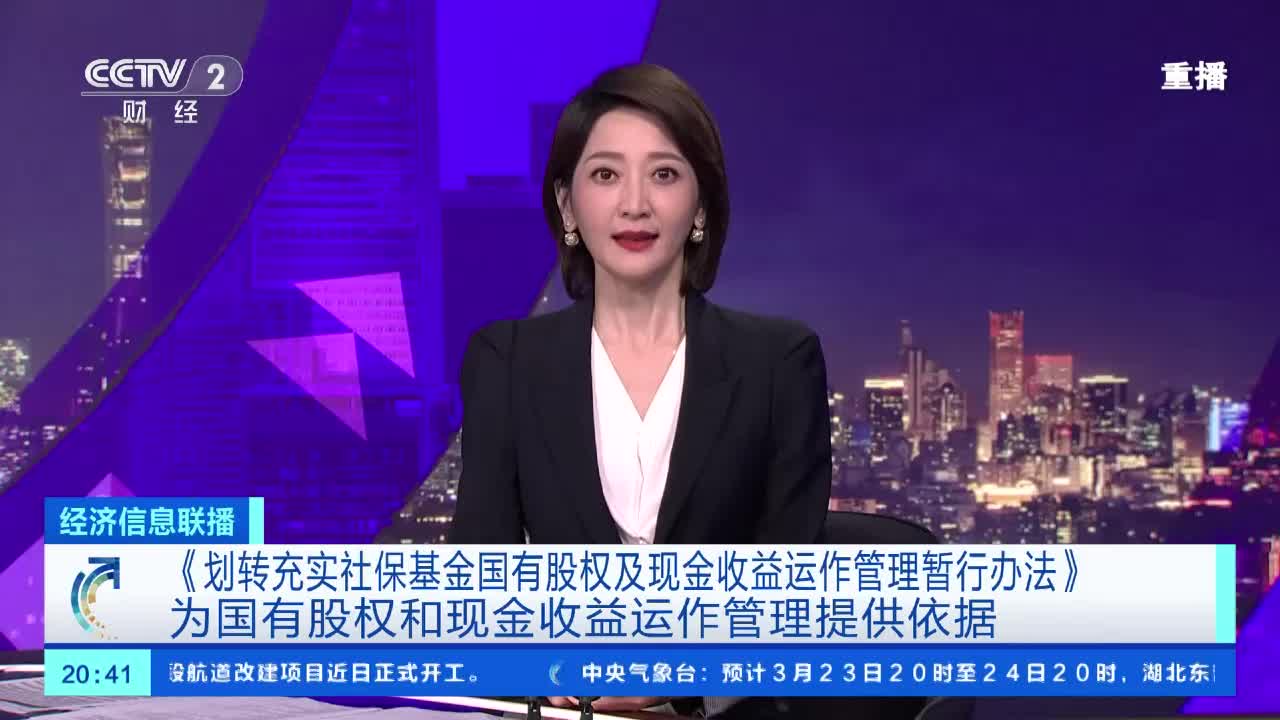 CCTV 2
财经
重播
经济信息联播
《划转充实社保基金国有股权及现金收益运作管理暂行办法》
为国有股权和现金收益运作管理提供依据
20:41
航道改建项目近日正式开工。 中央气象台：预计3月23日20时至24日20时，湖北东